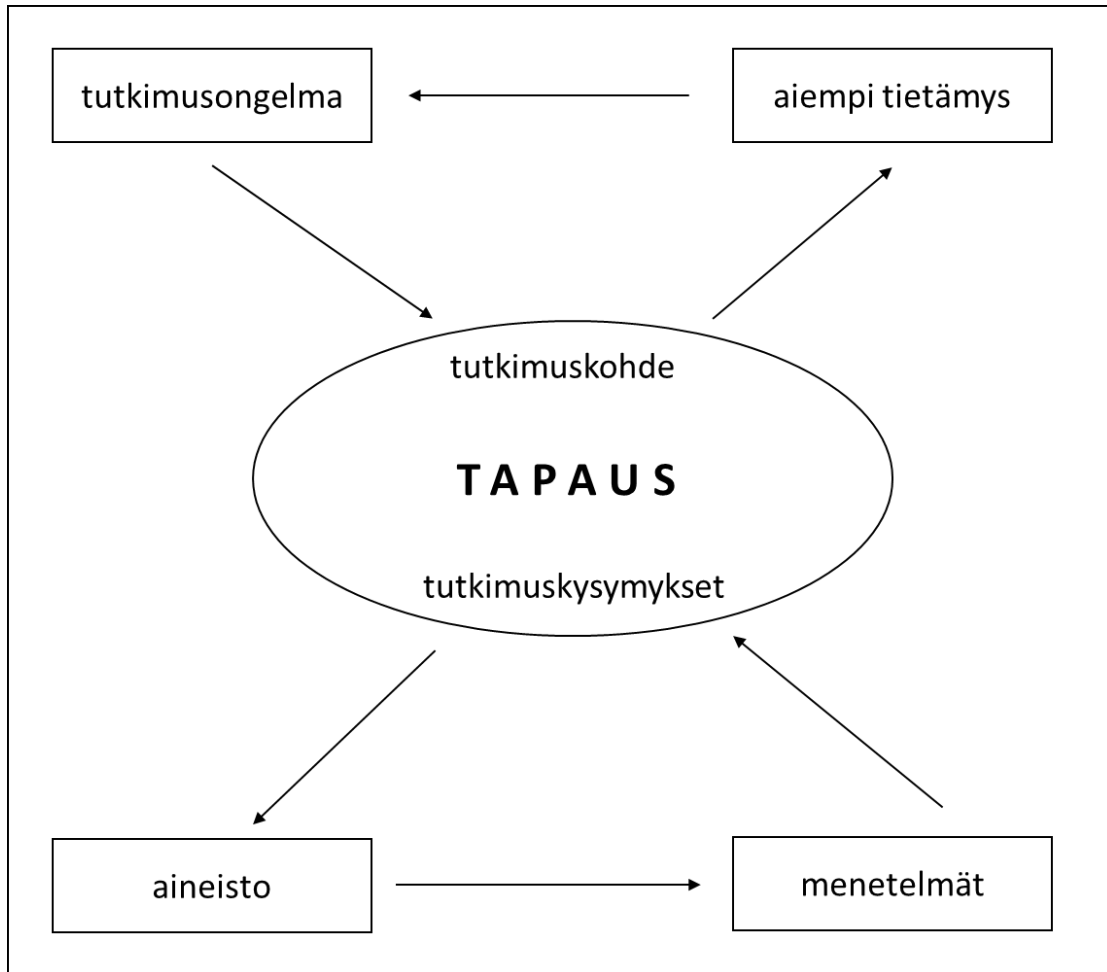 tutkimusongelma
aiempi tietämys
tutkimuskohde
T A P A U S
tutkimuskysymykset
aineisto
menetelmät